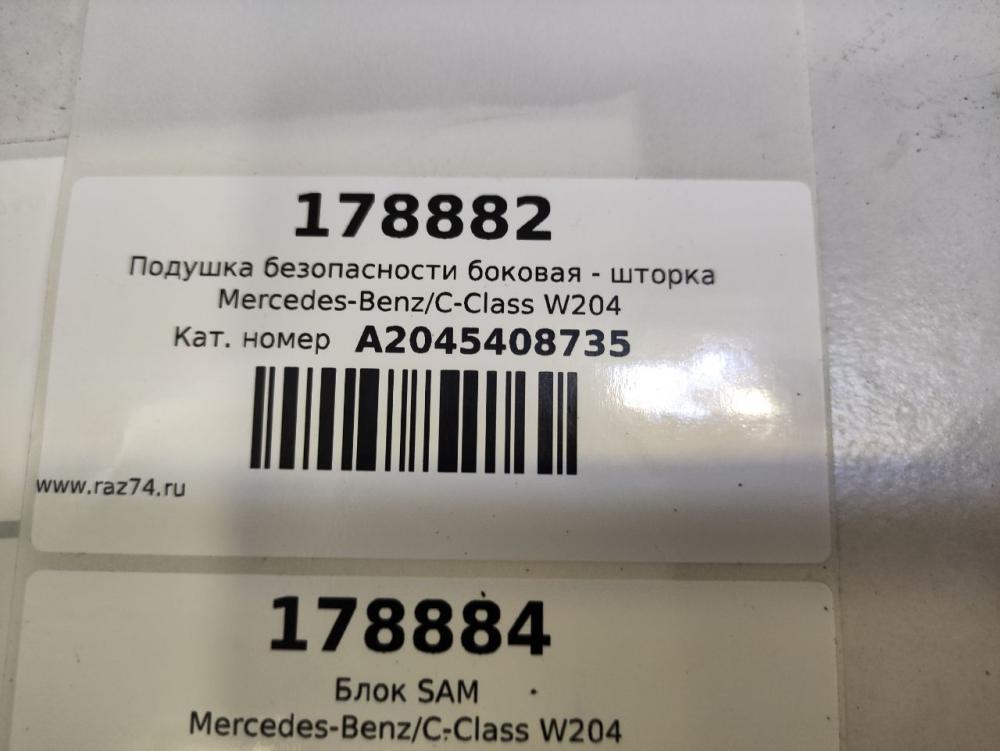 178882
Подушка безопасности боковая - шторка
Mercedes-Benz/C-Class W204
Кат. номер A2045408735
www.raz74.ru
178884
Блок SAM
Mercedes-Benz/C-Class W204